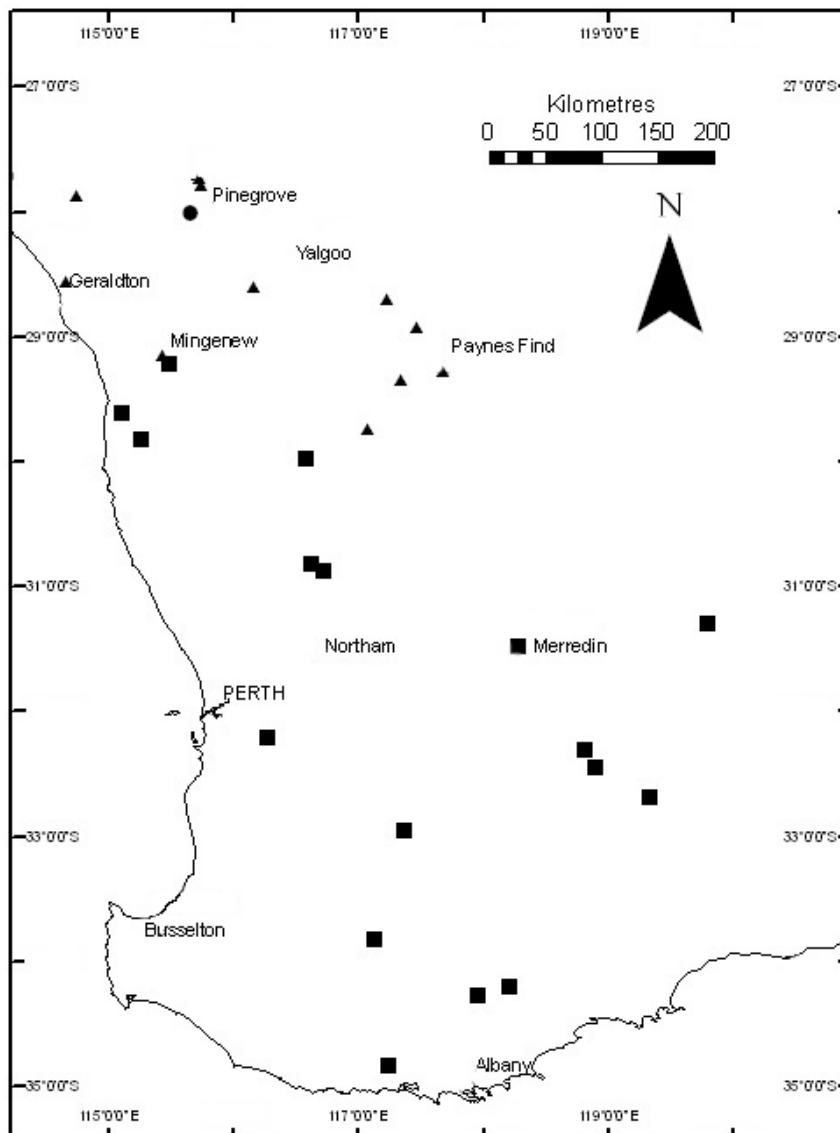 115°0'0"E 117°0'0"E 119°0'0"E
27°0'0"S 27°0'0"S
Kilometres
0 50 100 150 200
Pinegrove
N
Yalgoo
Geraldton
29°0'0"S Mingenew Paynes Find 29°0'0"S
31°0'0"S 31°0'0"S
Northam Merredin
PERTH
33°0'0"S 33°0'0"S
Busselton
Albany
35°0'0"S 35°0'0"S
115°0'0"E 117°0'0"E 119°0'0"E